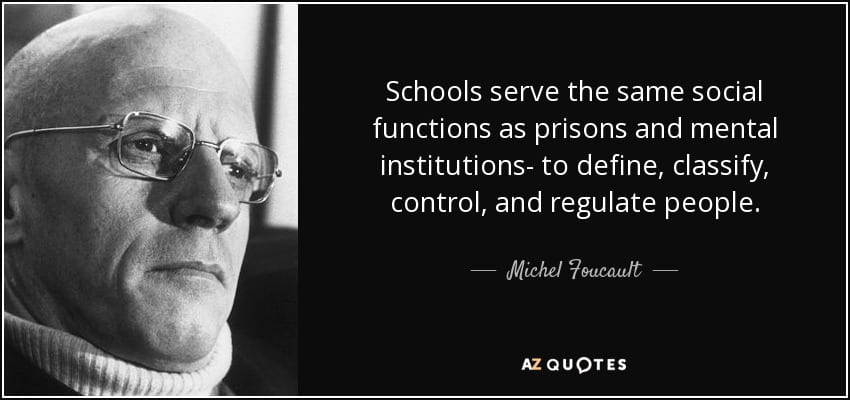 Schools serve the same social
functions as prisons and mental
institutions- to define, classify,
control, and regulate people.
Michel Foucault
AZ QUOTES